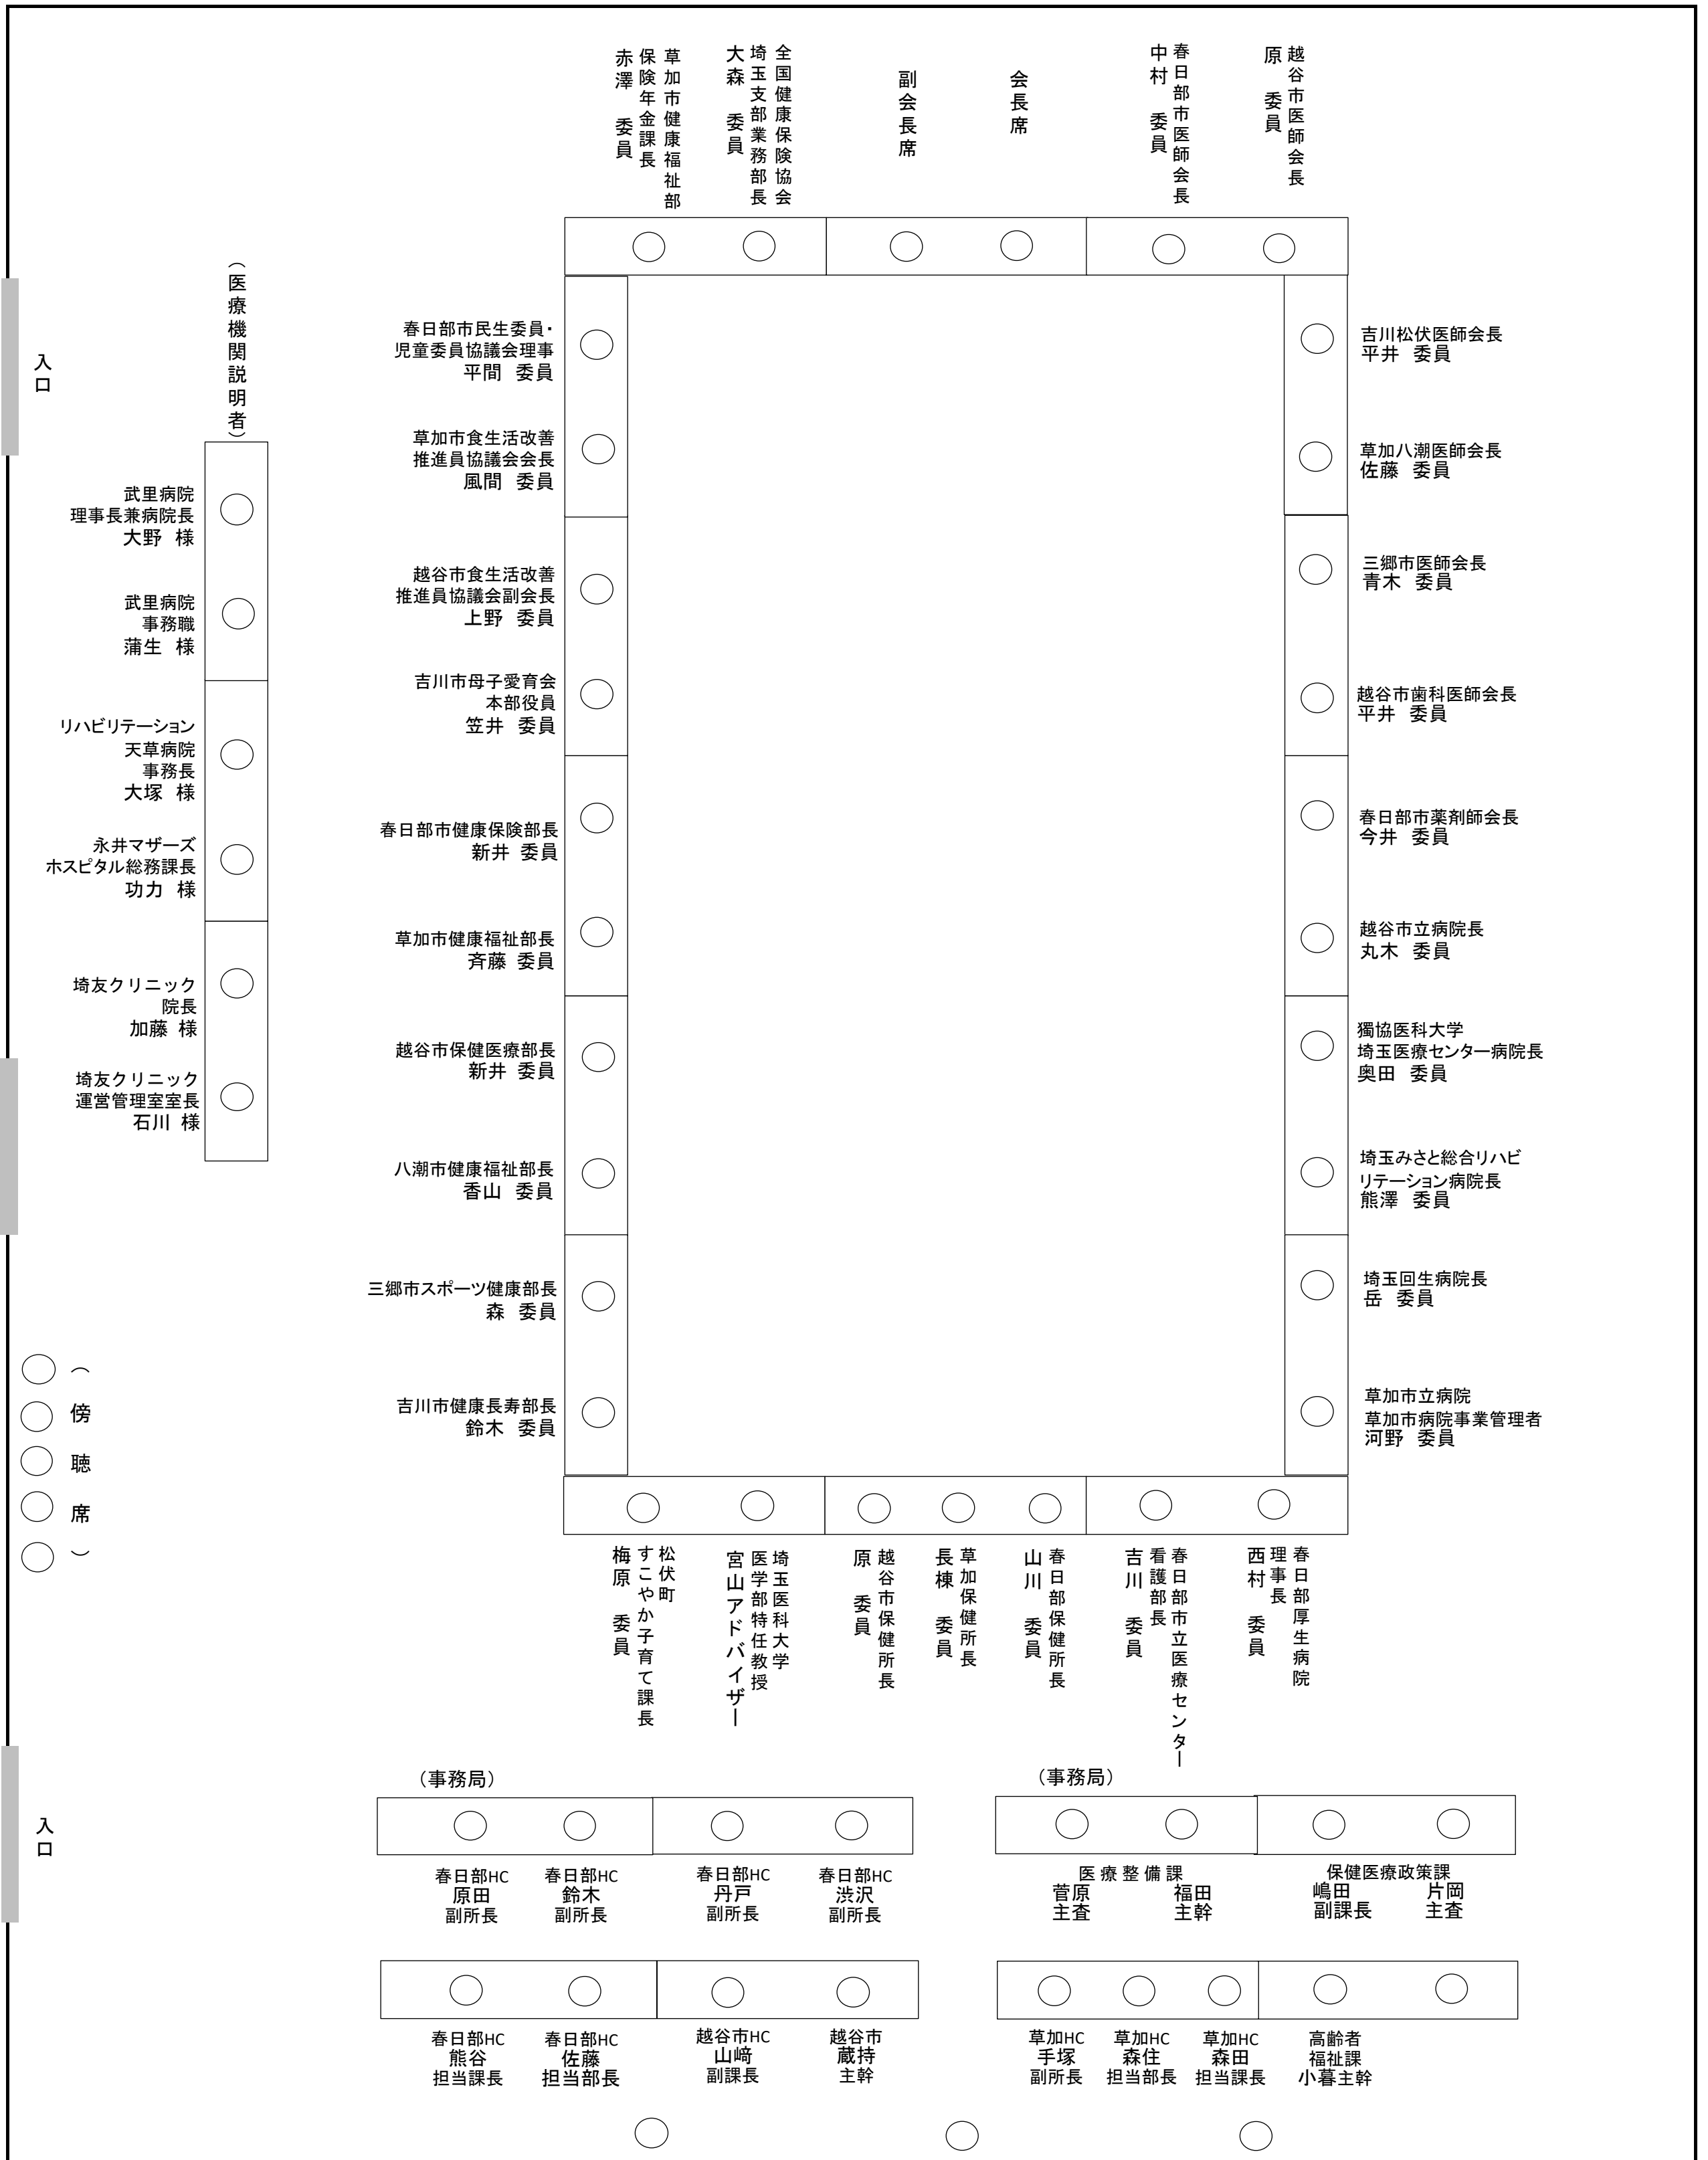 草加市健康福祉部
保険年金課長
赤澤　委員
全国健康保険協会
埼玉支部業務部長
大森　委員
副会長席
会長席
春日部市医師会長
中村　委員
越谷市医師会長
原　委員
入口
（医療機関説明者）
武里病院
理事長兼病院長
大野　様
武里病院
事務職
蒲生　様
リハビリテーション
天草病院
事務長
大塚　様
永井マザーズ
ホスピタル総務課長
功力　様
埼友クリニック
院長
加藤　様
埼友クリニック
運営管理室室長
石川　様
春日部市民生委員・
児童委員協議会理事
平間　委員
草加市食生活改善
推進員協議会会長
風間　委員
越谷市食生活改善
推進員協議会副会長
上野　委員
吉川市母子愛育会
本部役員
笠井　委員
春日部市健康保険部長
新井　委員
草加市健康福祉部長
斉藤　委員
越谷市保健医療部長
新井　委員
八潮市健康福祉部長
香山　委員
三郷市スポーツ健康部長
森　委員
吉川市健康長寿部長
鈴木　委員
吉川松伏医師会長
平井　委員
草加八潮医師会長
佐藤　委員
三郷市医師会長
青木　委員
越谷市歯科医師会長
平井　委員
春日部市薬剤師会長
今井　委員
越谷市立病院長
丸木　委員
獨協医科大学
埼玉医療センター病院長
奥田　委員
埼玉みさと総合リハビ
リテーション病院長
熊澤　委員
埼玉回生病院長
岳　委員
草加市立病院
草加市病院事業管理者
河野　委員
（傍聴席）
松伏町
すこやか子育て課長
梅原　委員
埼玉医科大学
医学部特任教授
宮山アドバイザー
越谷市保健所長
原　委員
草加保健所長
長棟　委員
春日部保健所長
山川　委員
春日部市立医療センター
看護部長
吉川　委員
春日部厚生病院
理事長
西村　委員
入口
（事務局）
春日部HC
原田
副所長
春日部HC
鈴木
副所長
春日部HC
丹戸
副所長
春日部HC
渋沢
副所長
（事務局）
医療整備課
菅原
主査
福田
主幹
保健医療政策課
嶋田
副課長
片岡
主査
春日部HC
熊谷
担当課長
春日部HC
佐藤
担当部長
越谷市HC
山﨑
副課長
越谷市
蔵持
主幹
草加HC
手塚
副所長
草加HC
森住
担当部長
草加HC
森田
担当課長
高齢者
福祉課
小暮主幹